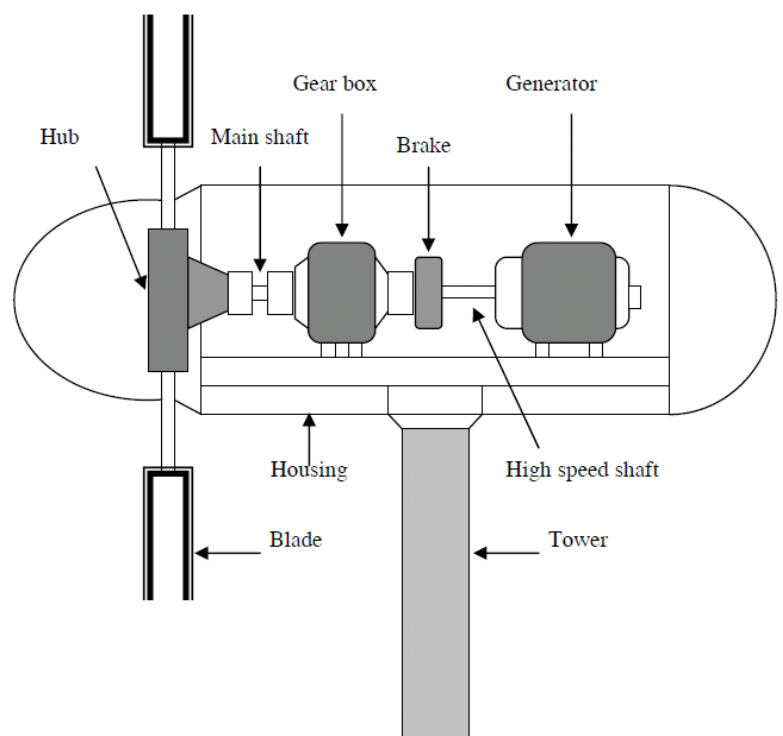 Gear box
Generator
Hub
Main shaft
Brake
Housing
High speed shaft
Blade
Tower